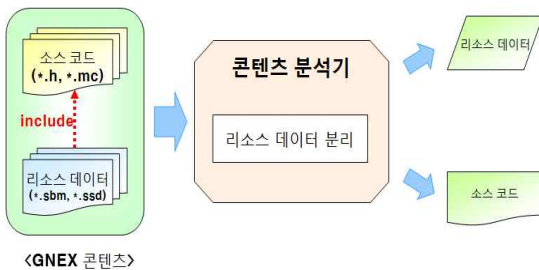 소스 코드
(*.h, *.mc)
include
리소스 데이터
(*.sbm, *.ssd)
<GNEX 콘텐츠>
콘텐츠 분석기
리소스 데이터 분리
리소스 데이터
소스 코드